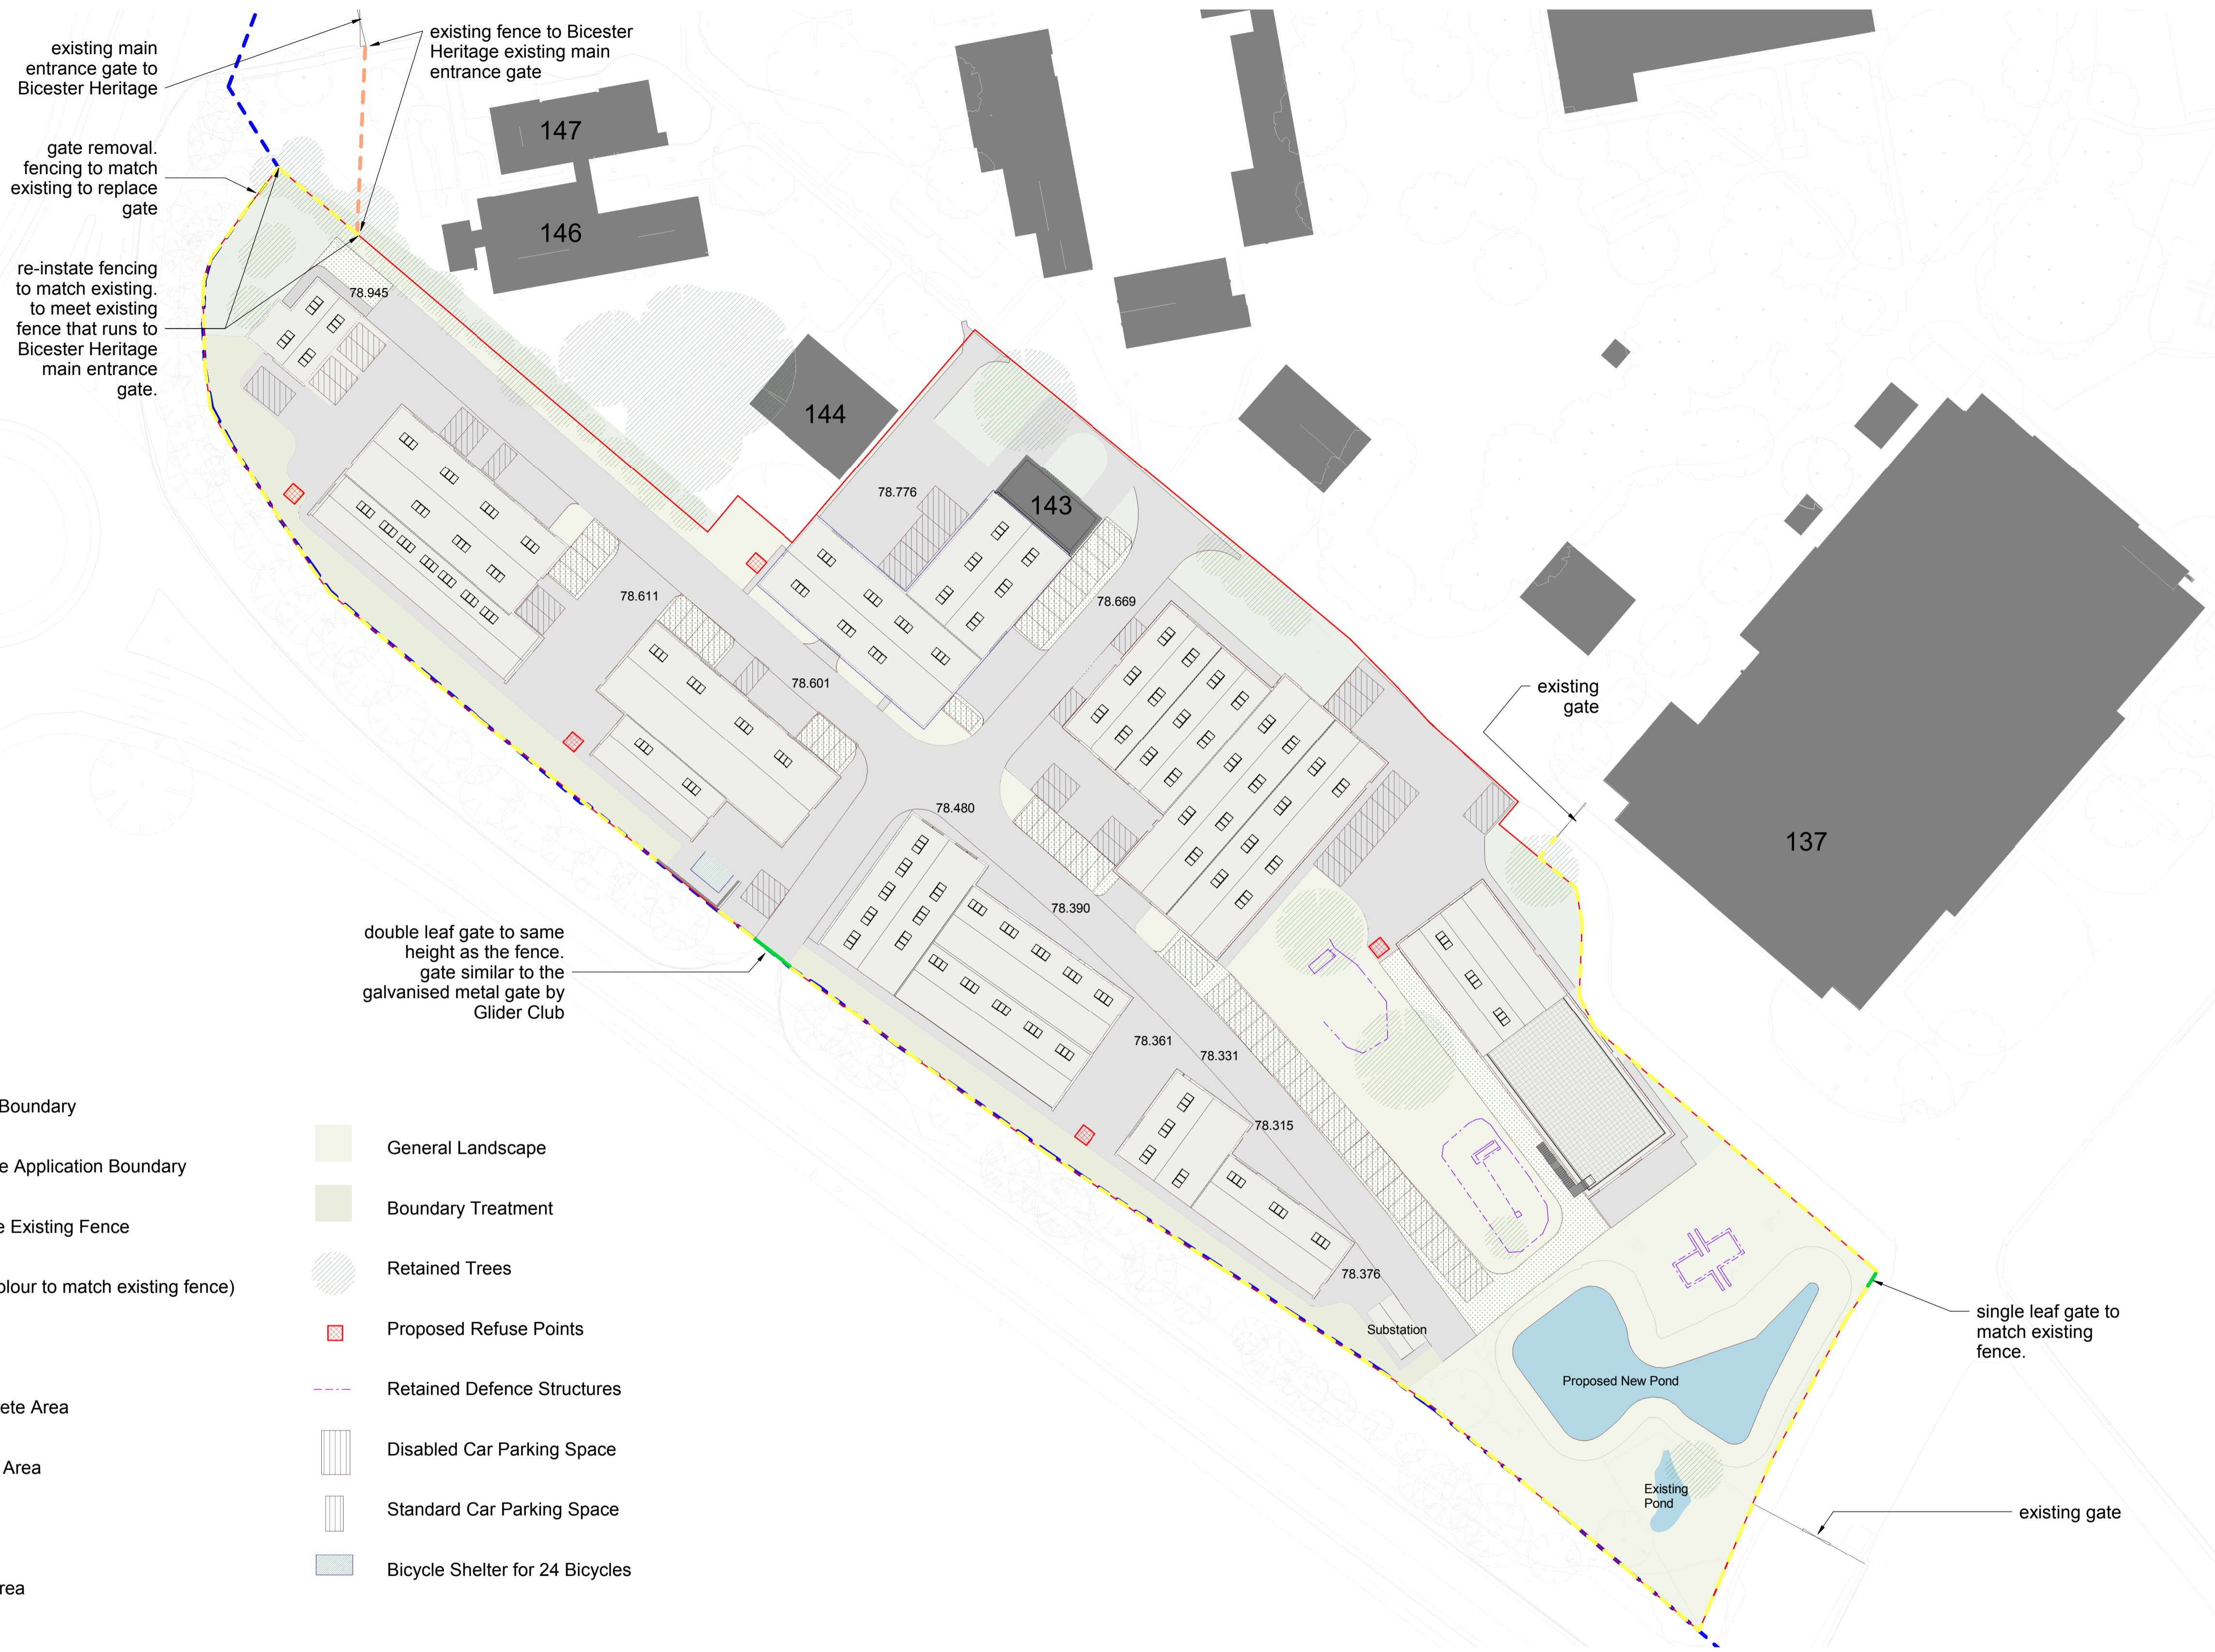 existing main
entrance gate to
Bicester Heritage
existing fence to Bicester
Heritage existing main
entrance gate
gate removal.
fencing to match
existing to replace
gate
re-instate fencing
to match existing.
to meet existing
fence that runs to
Bicester Heritage
main entrance
gate.
147
146
144
143
137
78.945
78.776
78.611
78.669
78.601
78.480
78.390
78.361
78.331
78.315
78.376
existing
gate
double leaf gate to same
height as the fence.
gate similar to the
galvanised metal gate by
Glider Club
Substation
Proposed New Pond
Existing
Pond
single leaf gate to
match existing
fence.
existing gate
Boundary
e Application Boundary
e Existing Fence
olour to match existing fence)
ete Area
Area
rea
General Landscape
Boundary Treatment
Retained Trees
Proposed Refuse Points
Retained Defence Structures
Disabled Car Parking Space
Standard Car Parking Space
Bicycle Shelter for 24 Bicycles